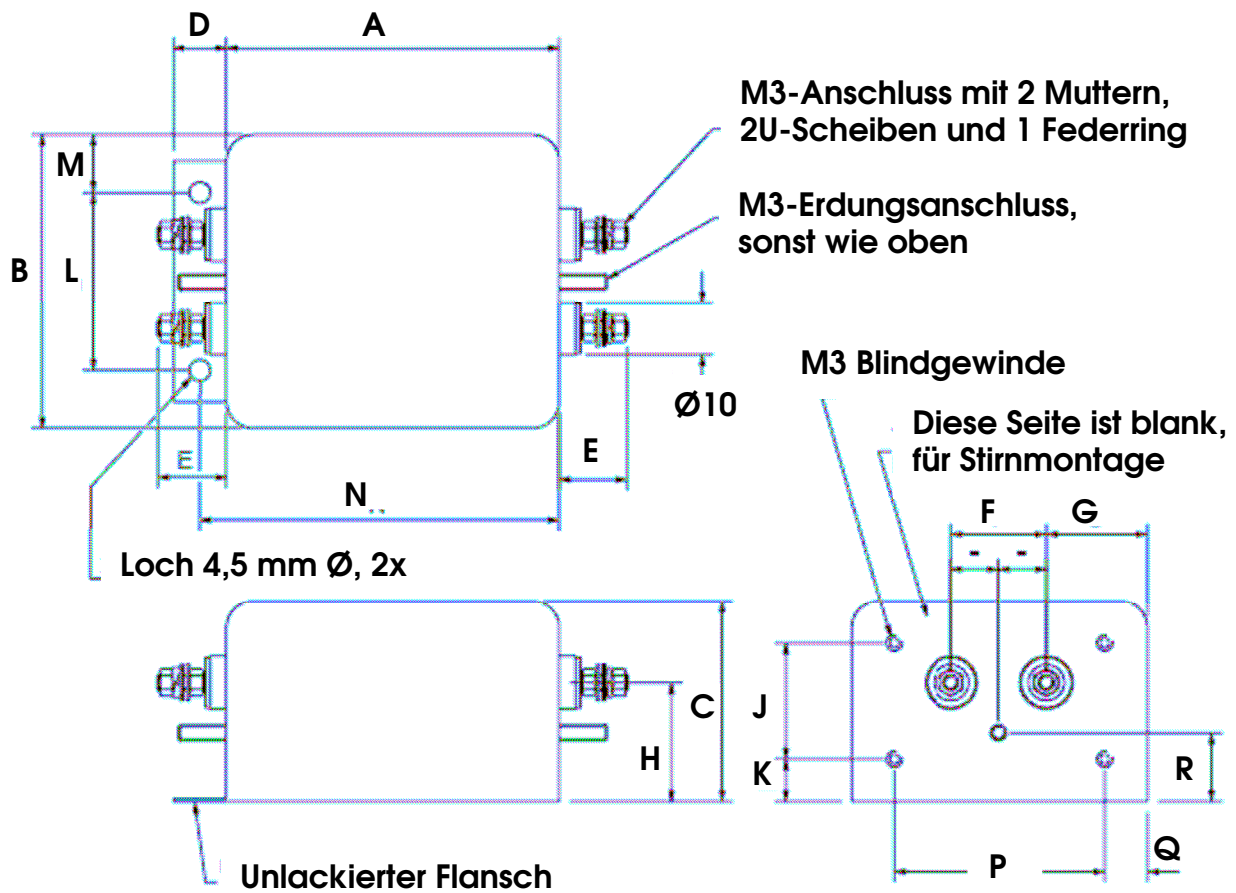 D
A
M3-Anschluss mit 2 Muttern,
2U-Scheiben und 1 Federring
M
M3-Erdungsanschluss,
sonst wie oben
B
L
M3 Blindgewinde
Ø10
Diese Seite ist blank,
für Stirnmontage
E
E
N
F
G
Loch 4,5 mm Ø, 2x
- -
C
J
H
K
R
P
Q
Unlackierter Flansch